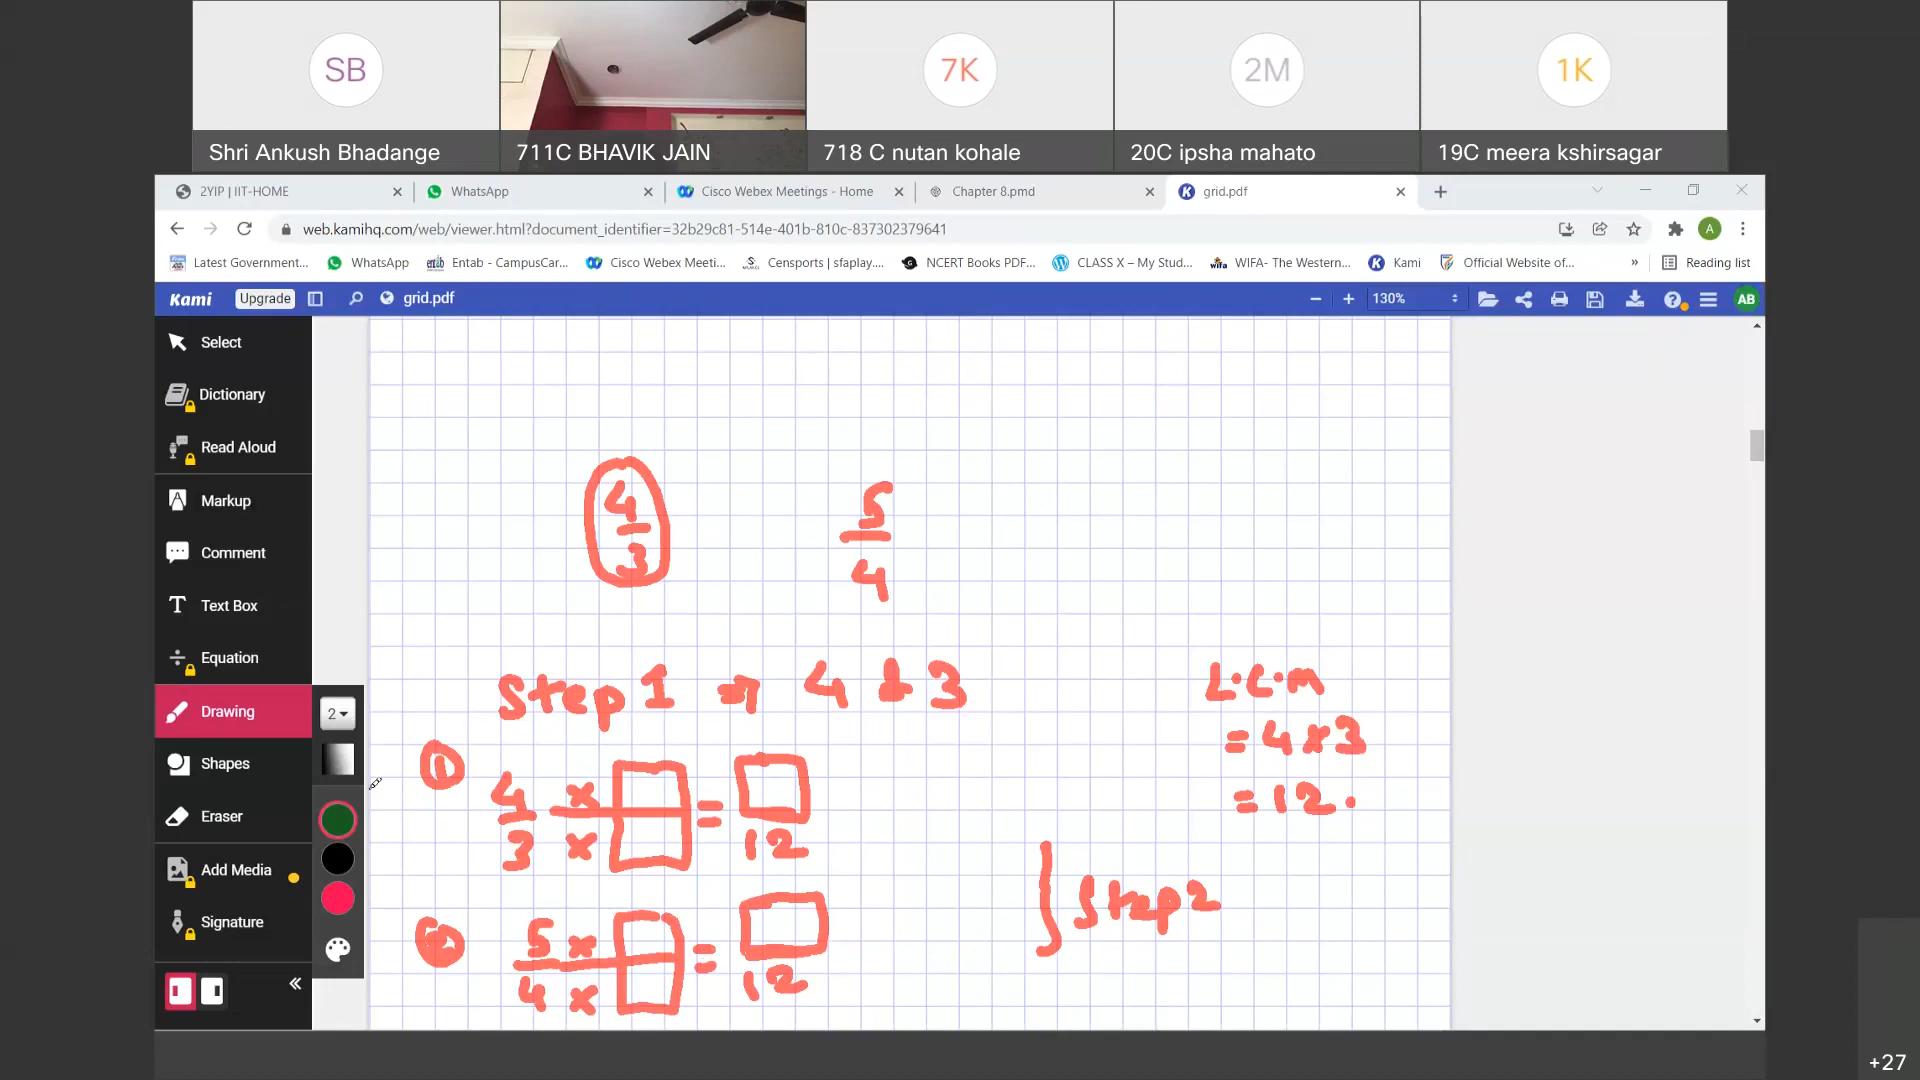 SB
7K
2M
1K
Shri Ankush Bhadange
711C BHAVIK JAIN
718 C nutan kohale
20C ipsha mahato
19C meera kshirsagar
2YIP | IIT-HOME
WhatsApp
Cisco Webex Meetings - Home
Chapter 8.pmd
grid.pdf
web.kamihq.com/web/viewer.html?document_identifier=32b29c81-514e-401b-810c-837302379641
A
Latest Government...
WhatsApp
Entab - CampusCar...
Cisco Webex Meeti...
Censports | sfaplay....
NCERT Books PDF...
CLASS X – My Stud...
WIFA- The Western...
Kami
Official Website of...
»
Reading list
Kami
Upgrade
grid.pdf
130%
AB
Select
Dictionary
Read Aloud
Markup
Comment
Text Box
Equation
Drawing
2
Shapes
Eraser
Add Media
Signature
4/3 5/4
Step 1 ⇒ 4 & 3
L.C.M
= 4 x 3
= 12.
① 4/3 x/x □/□ = □/12
② 5/4 x/x □/□ = □/12
Step 2
+27